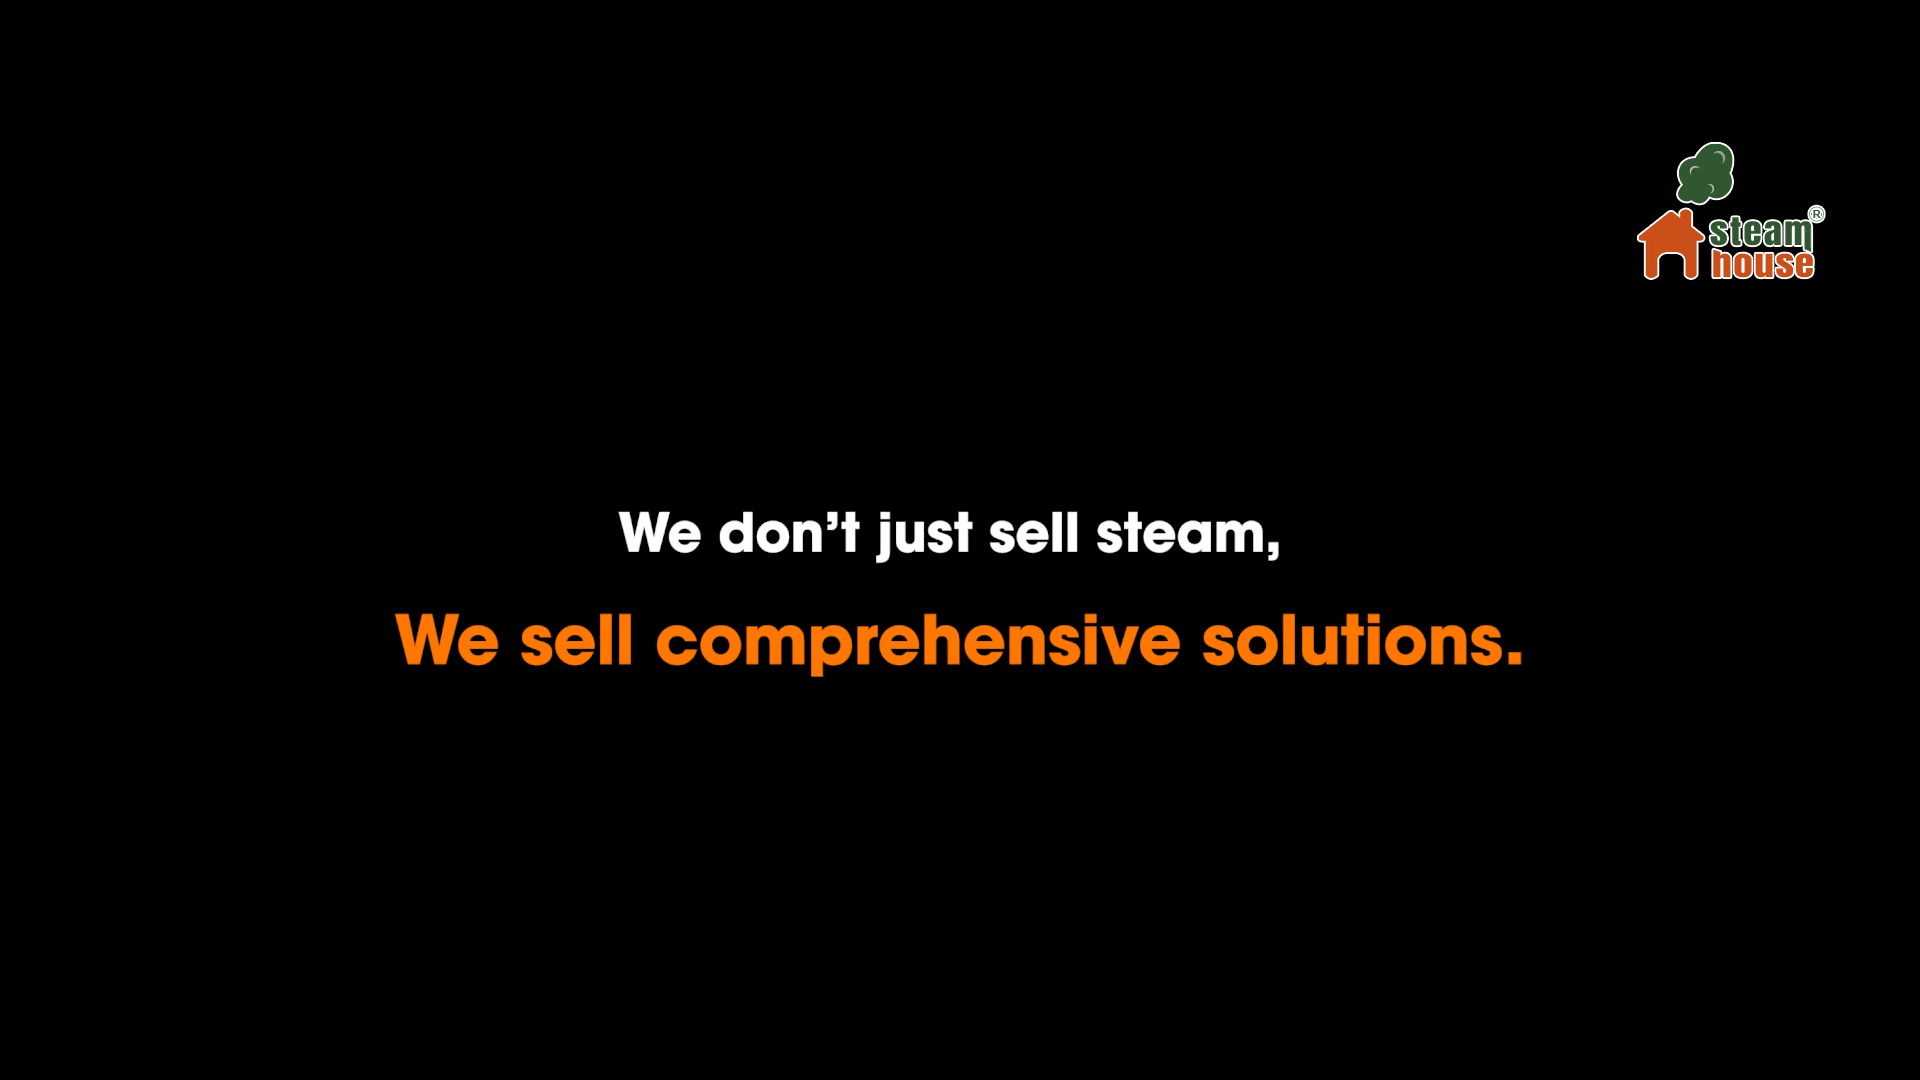 steam®
house
We don’t just sell steam,
We sell comprehensive solutions.